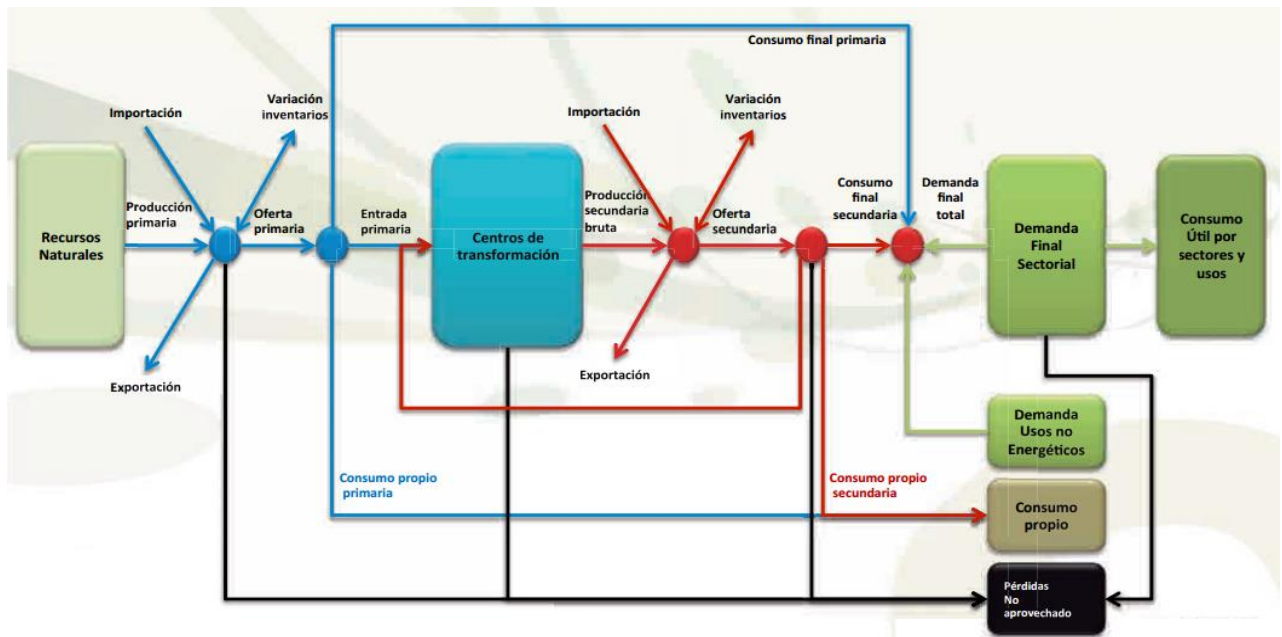 Consumo final primaria
Importación
Variación
inventarios
Importación
Variación
inventarios
Recursos
Naturales
Producción
primaria
Oferta
primaria
Entrada
primaria
Centros de
transformación
Producción
secundaria
bruta
Oferta
secundaria
Consumo
final
secundaria
Demanda
final
total
Demanda
Final
Sectorial
Consumo
Útil por
sectores y
usos
Exportación
Exportación
Demanda
Usos no
Energéticos
Consumo propio
primaria
Consumo propio
secundaria
Consumo
propio
Pérdidas
No
aprovechado